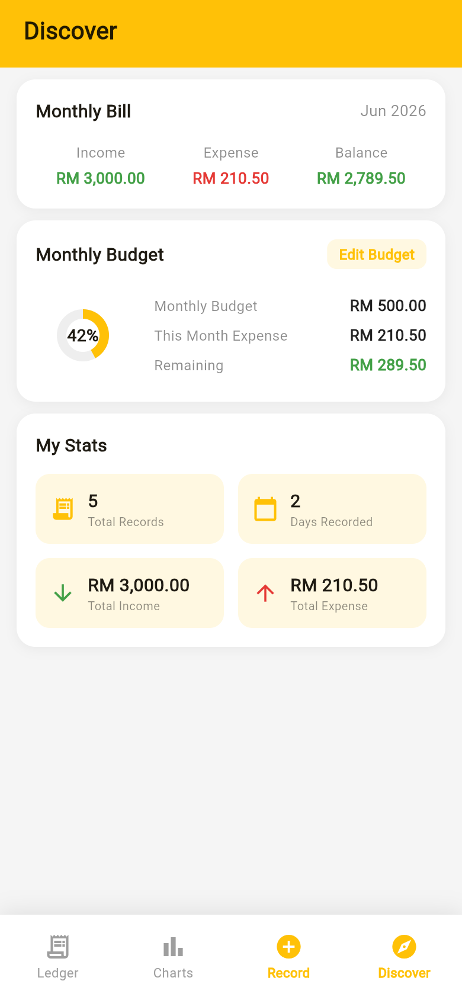 Discover
Monthly Bill
Jun 2026
Income
Expense
Balance
RM 3,000.00
RM 210.50
RM 2,789.50
Monthly Budget
Edit Budget
42%
Monthly Budget
RM 500.00
This Month Expense
RM 210.50
Remaining
RM 289.50
My Stats
5
Total Records
2
Days Recorded
RM 3,000.00
Total Income
RM 210.50
Total Expense
Ledger
Charts
Record
Discover